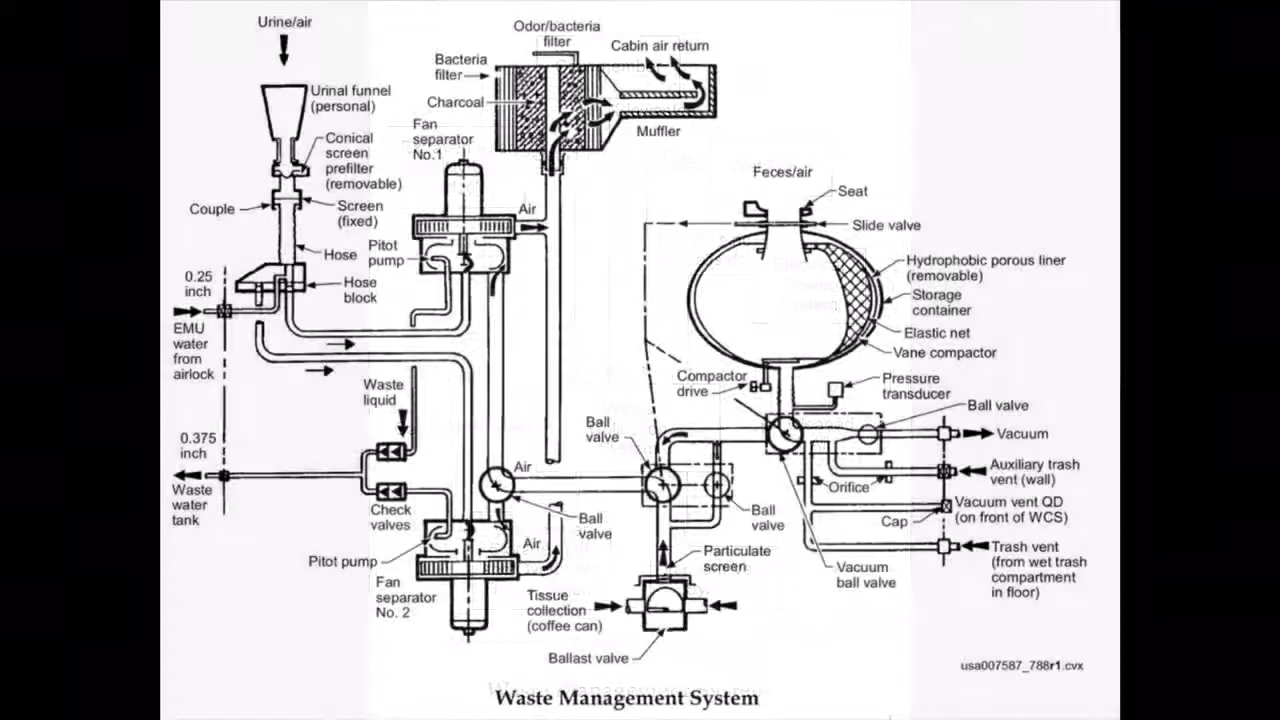 Urine/air
Urinal funnel
(personal)
Conical
screen
prefilter
(removable)
Couple
Screen
(fixed)
Hose
Hose
block
0.25
inch
EMU
water
from
airlock
0.375
inch
Waste
water
tank
Waste
liquid
Check
valves
Pitot pump
Fan
separator
No. 2
Pitot
pump
Fan
separator
No.1
Bacteria
filter
Charcoal
Odor/bacteria
filter
Cabin air return
Muffler
Air
Air
Air
Ball
valve
Ball
valve
Ball
valve
Particulate
screen
Tissue
collection
(coffee can)
Ballast valve
Feces/air
Seat
Slide valve
Hydrophobic porous liner
(removable)
Storage
container
Elastic net
Vane compactor
Compactor
drive
Pressure
transducer
Ball valve
Vacuum
Auxiliary trash
vent (wall)
Orifice
Vacuum vent QD
(on front of WCS)
Cap
Trash vent
(from wet trash
compartment
in floor)
Vacuum
ball valve
usa007587_788r1.cvx
Waste Management System